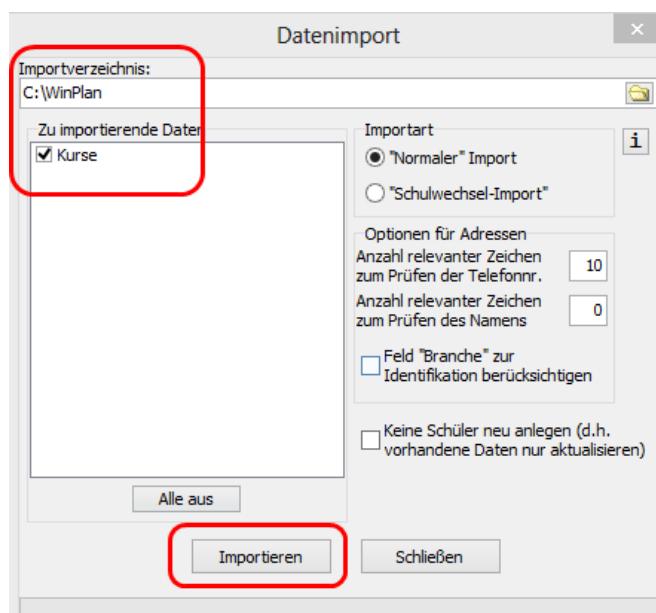 Datenimport
Importverzeichnis:
C:\WinPlan
Zu importierende Daten
Kurse
Alle aus
Importart
"Normaler" Import
"Schulwechsel-Import"
i
Optionen für Adressen
Anzahl relevanter Zeichen
zum Prüfen der Telefonnr.
10
Anzahl relevanter Zeichen
zum Prüfen des Namens
0
Feld "Branche" zur
Identifikation berücksichtigen
Keine Schüler neu anlegen (d.h.
vorhandene Daten nur aktualisieren)
Importieren
Schließen